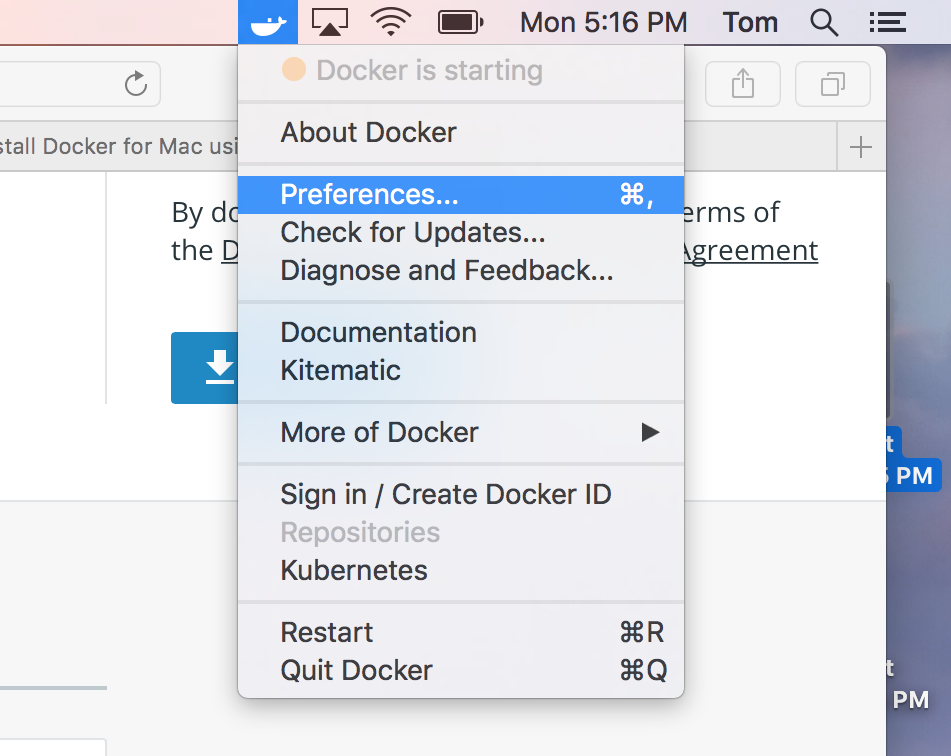 Mon 5:16 PM Tom
Docker is starting
stall Docker for Mac usi
About Docker
Preferences... ⌘,
By do
erms of
Check for Updates...
the D
Agreement
Diagnose and Feedback...
Documentation
Kitematic
More of Docker
t
5 PM
Sign in / Create Docker ID
Repositories
Kubernetes
Restart ⌘R
Quit Docker ⌘Q
t
PM